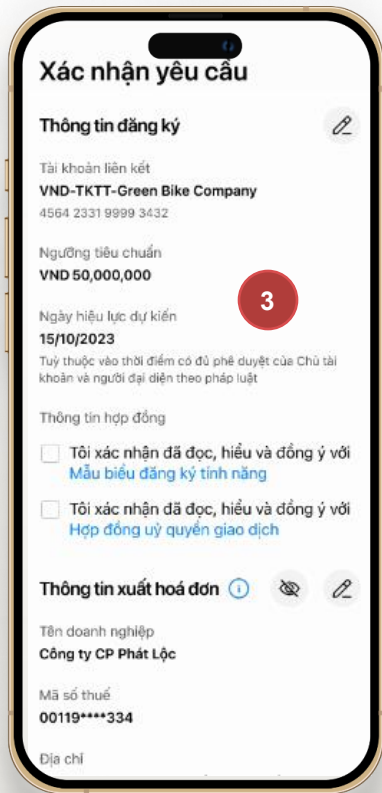 Xác nhận yêu cầu
Thông tin đăng ký
Tài khoản liên kết
VND-TKTT-Green Bike Company
4564 2331 9999 3432
Ngưỡng tiêu chuẩn
VND 50,000,000
3
Ngày hiệu lực dự kiến
15/10/2023
Tuỳ thuộc vào thời điểm có đủ phê duyệt của Chủ tài
khoản và người đại diện theo pháp luật
Thông tin hợp đồng
Tôi xác nhận đã đọc, hiểu và đồng ý với
Mẫu biểu đăng ký tính năng
Tôi xác nhận đã đọc, hiểu và đồng ý với
Hợp đồng uỷ quyền giao dịch
Thông tin xuất hoá đơn
Tên doanh nghiệp
Công ty CP Phát Lộc
Mã số thuế
00119****334
Địa chỉ